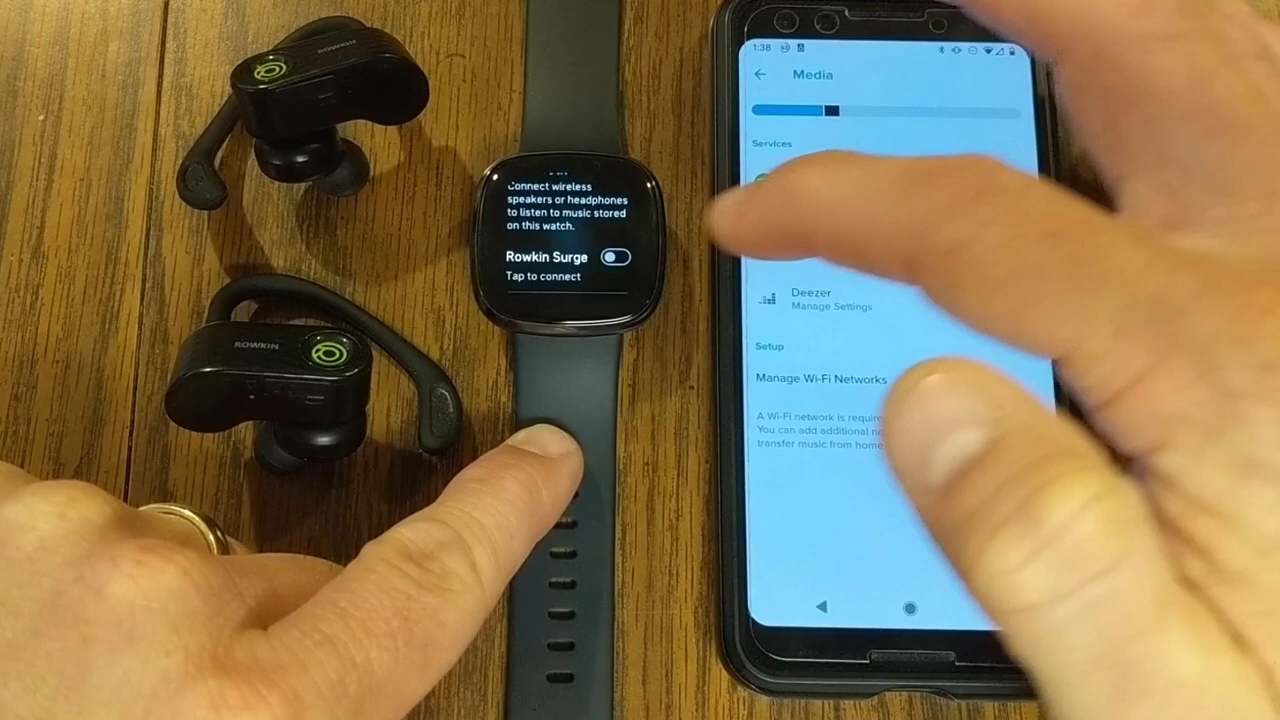 ROWKIN
ROWKIN
Connect wireless
speakers or headphones
to listen to music stored
on this watch.
Rowkin Surge
Tap to connect
1:38
Media
Services
Deezer
Manage Settings
Setup
Manage Wi-Fi Networks
A Wi-Fi network is
You can add additional
transfer music from home